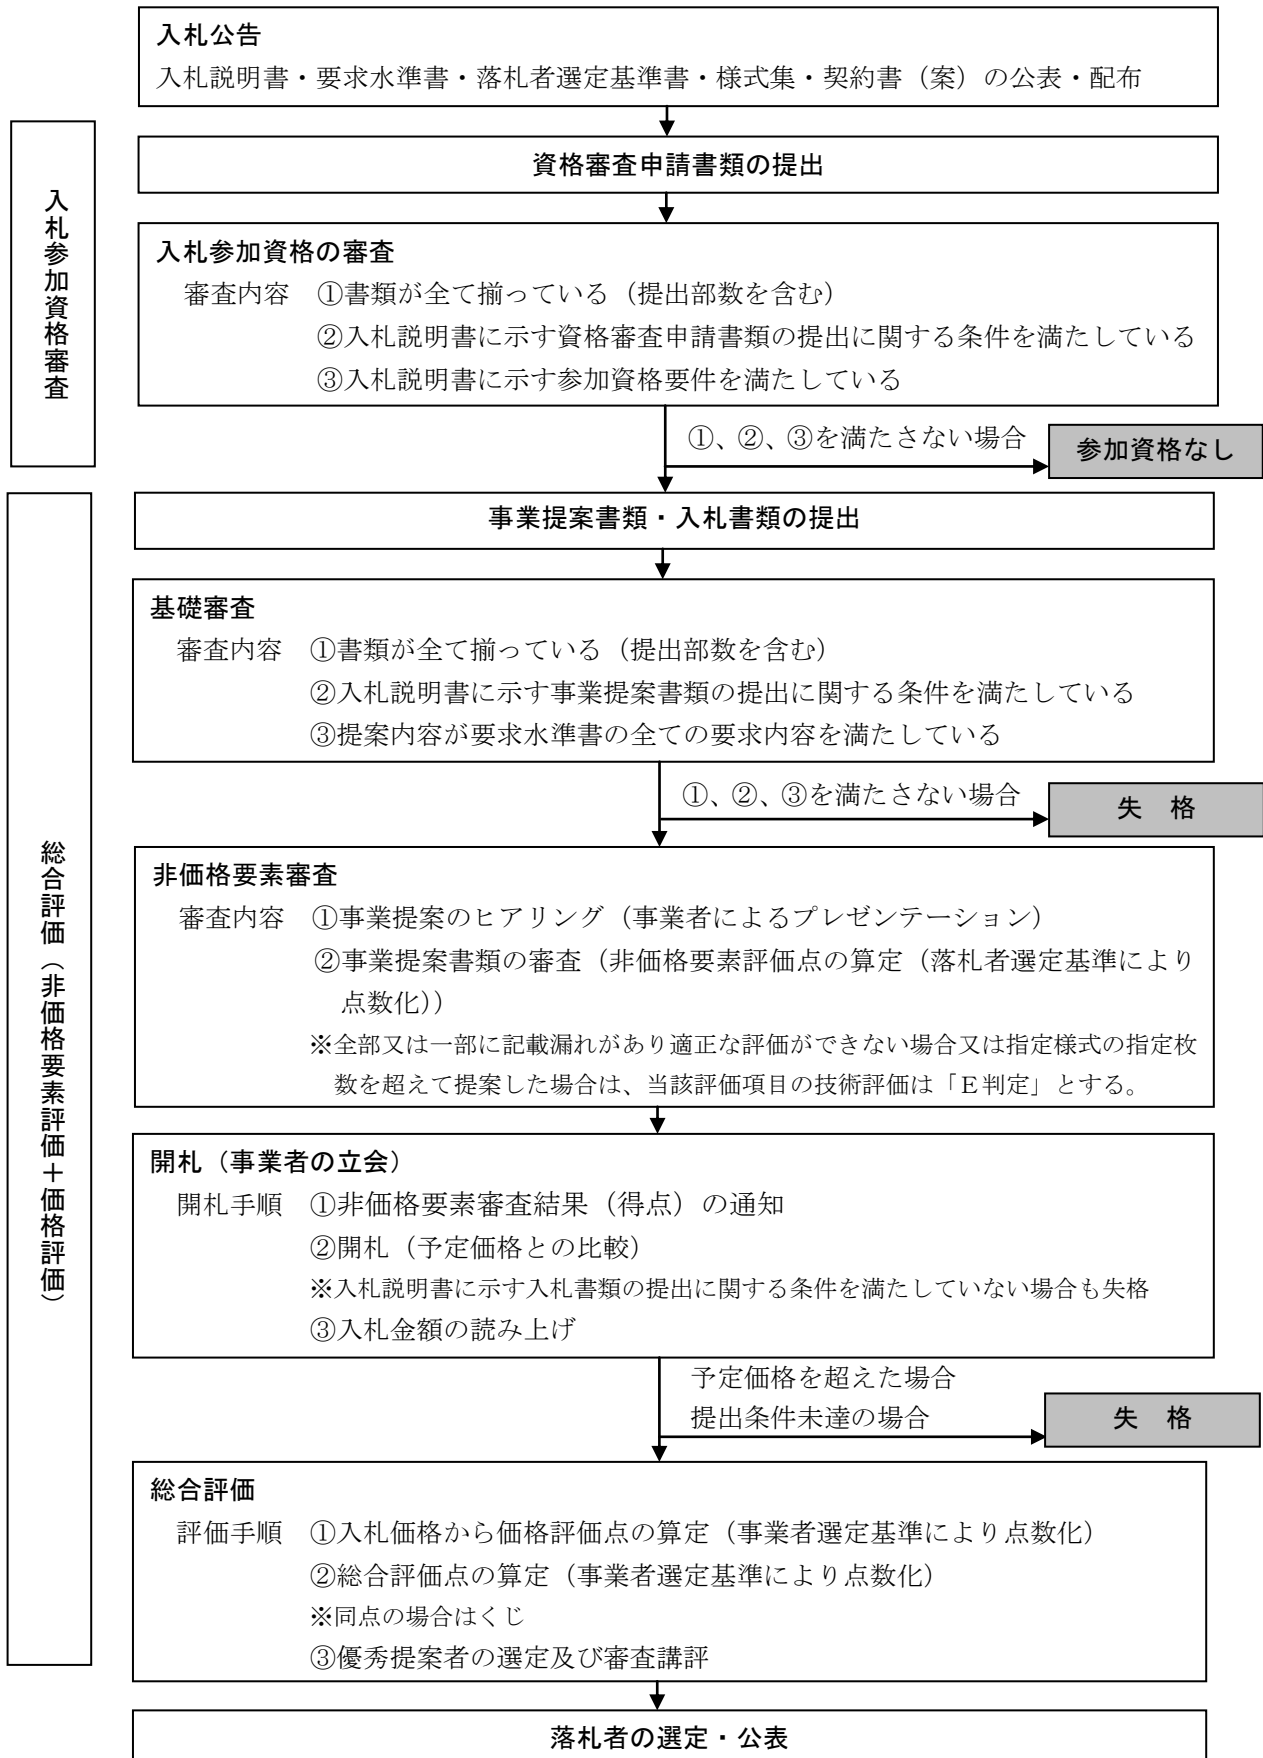 入札公告
入札説明書・要求水準書・落札者選定基準書・様式集・契約書（案）の公表・配布
入札参加資格審査
資格審査申請書類の提出
入札参加資格の審査
審査内容　①書類が全て揃っている（提出部数を含む）
②入札説明書に示す資格審査申請書類の提出に関する条件を満たしている
③入札説明書に示す参加資格要件を満たしている
①、②、③を満たさない場合
参加資格なし
総合評価（非価格要素評価＋価格評価）
事業提案書類・入札書類の提出
基礎審査
審査内容　①書類が全て揃っている（提出部数を含む）
②入札説明書に示す事業提案書類の提出に関する条件を満たしている
③提案内容が要求水準書の全ての要求内容を満たしている
①、②、③を満たさない場合
失　格
非価格要素審査
審査内容　①事業提案のヒアリング（事業者によるプレゼンテーション）
②事業提案書類の審査（非価格要素評価点の算定（落札者選定基準により
点数化））
※全部又は一部に記載漏れがあり適正な評価ができない場合又は指定様式の指定枚
数を超えて提案した場合は、当該評価項目の技術評価は「Ｅ判定」とする。
開札（事業者の立会）
開札手順　①非価格要素審査結果（得点）の通知
②開札（予定価格との比較）
※入札説明書に示す入札書類の提出に関する条件を満たしていない場合も失格
③入札金額の読み上げ
予定価格を超えた場合
提出条件未達の場合
失　格
総合評価
評価手順　①入札価格から価格評価点の算定（事業者選定基準により点数化）
②総合評価点の算定（事業者選定基準により点数化）
※同点の場合はくじ
③優秀提案者の選定及び審査講評
落札者の選定・公表